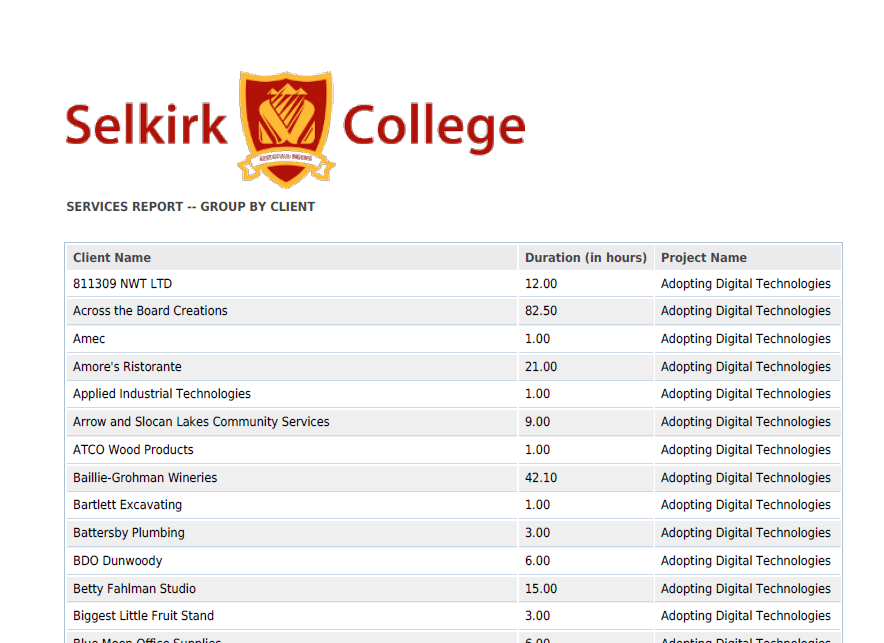 Selkirk College
SERVICES REPORT -- GROUP BY CLIENT
Client Name Duration (in hours) Project Name
811309 NWT LTD 12.00 Adopting Digital Technologies
Across the Board Creations 82.50 Adopting Digital Technologies
Amec 1.00 Adopting Digital Technologies
Amore's Ristorante 21.00 Adopting Digital Technologies
Applied Industrial Technologies 1.00 Adopting Digital Technologies
Arrow and Slocan Lakes Community Services 9.00 Adopting Digital Technologies
ATCO Wood Products 1.00 Adopting Digital Technologies
Baillie-Grohman Wineries 42.10 Adopting Digital Technologies
Bartlett Excavating 1.00 Adopting Digital Technologies
Battersby Plumbing 3.00 Adopting Digital Technologies
BDO Dunwoody 6.00 Adopting Digital Technologies
Betty Fahlman Studio 15.00 Adopting Digital Technologies
Biggest Little Fruit Stand 3.00 Adopting Digital Technologies
Blue Moon Office Supplies 6.00 Adopting Digital Technologies